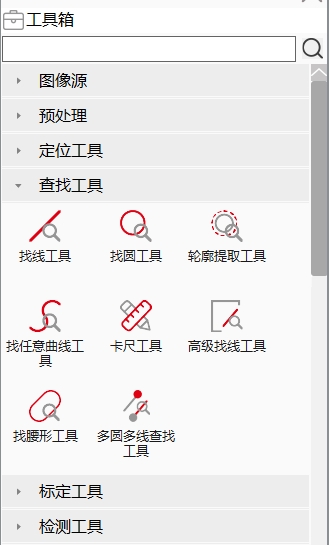 工具箱
图像源
预处理
定位工具
查找工具
找线工具
找圆工具
轮廓提取工具
找任意曲线工
具
卡尺工具
高级找线工具
找腰形工具
多圆多线查找
工具
标定工具
检测工具